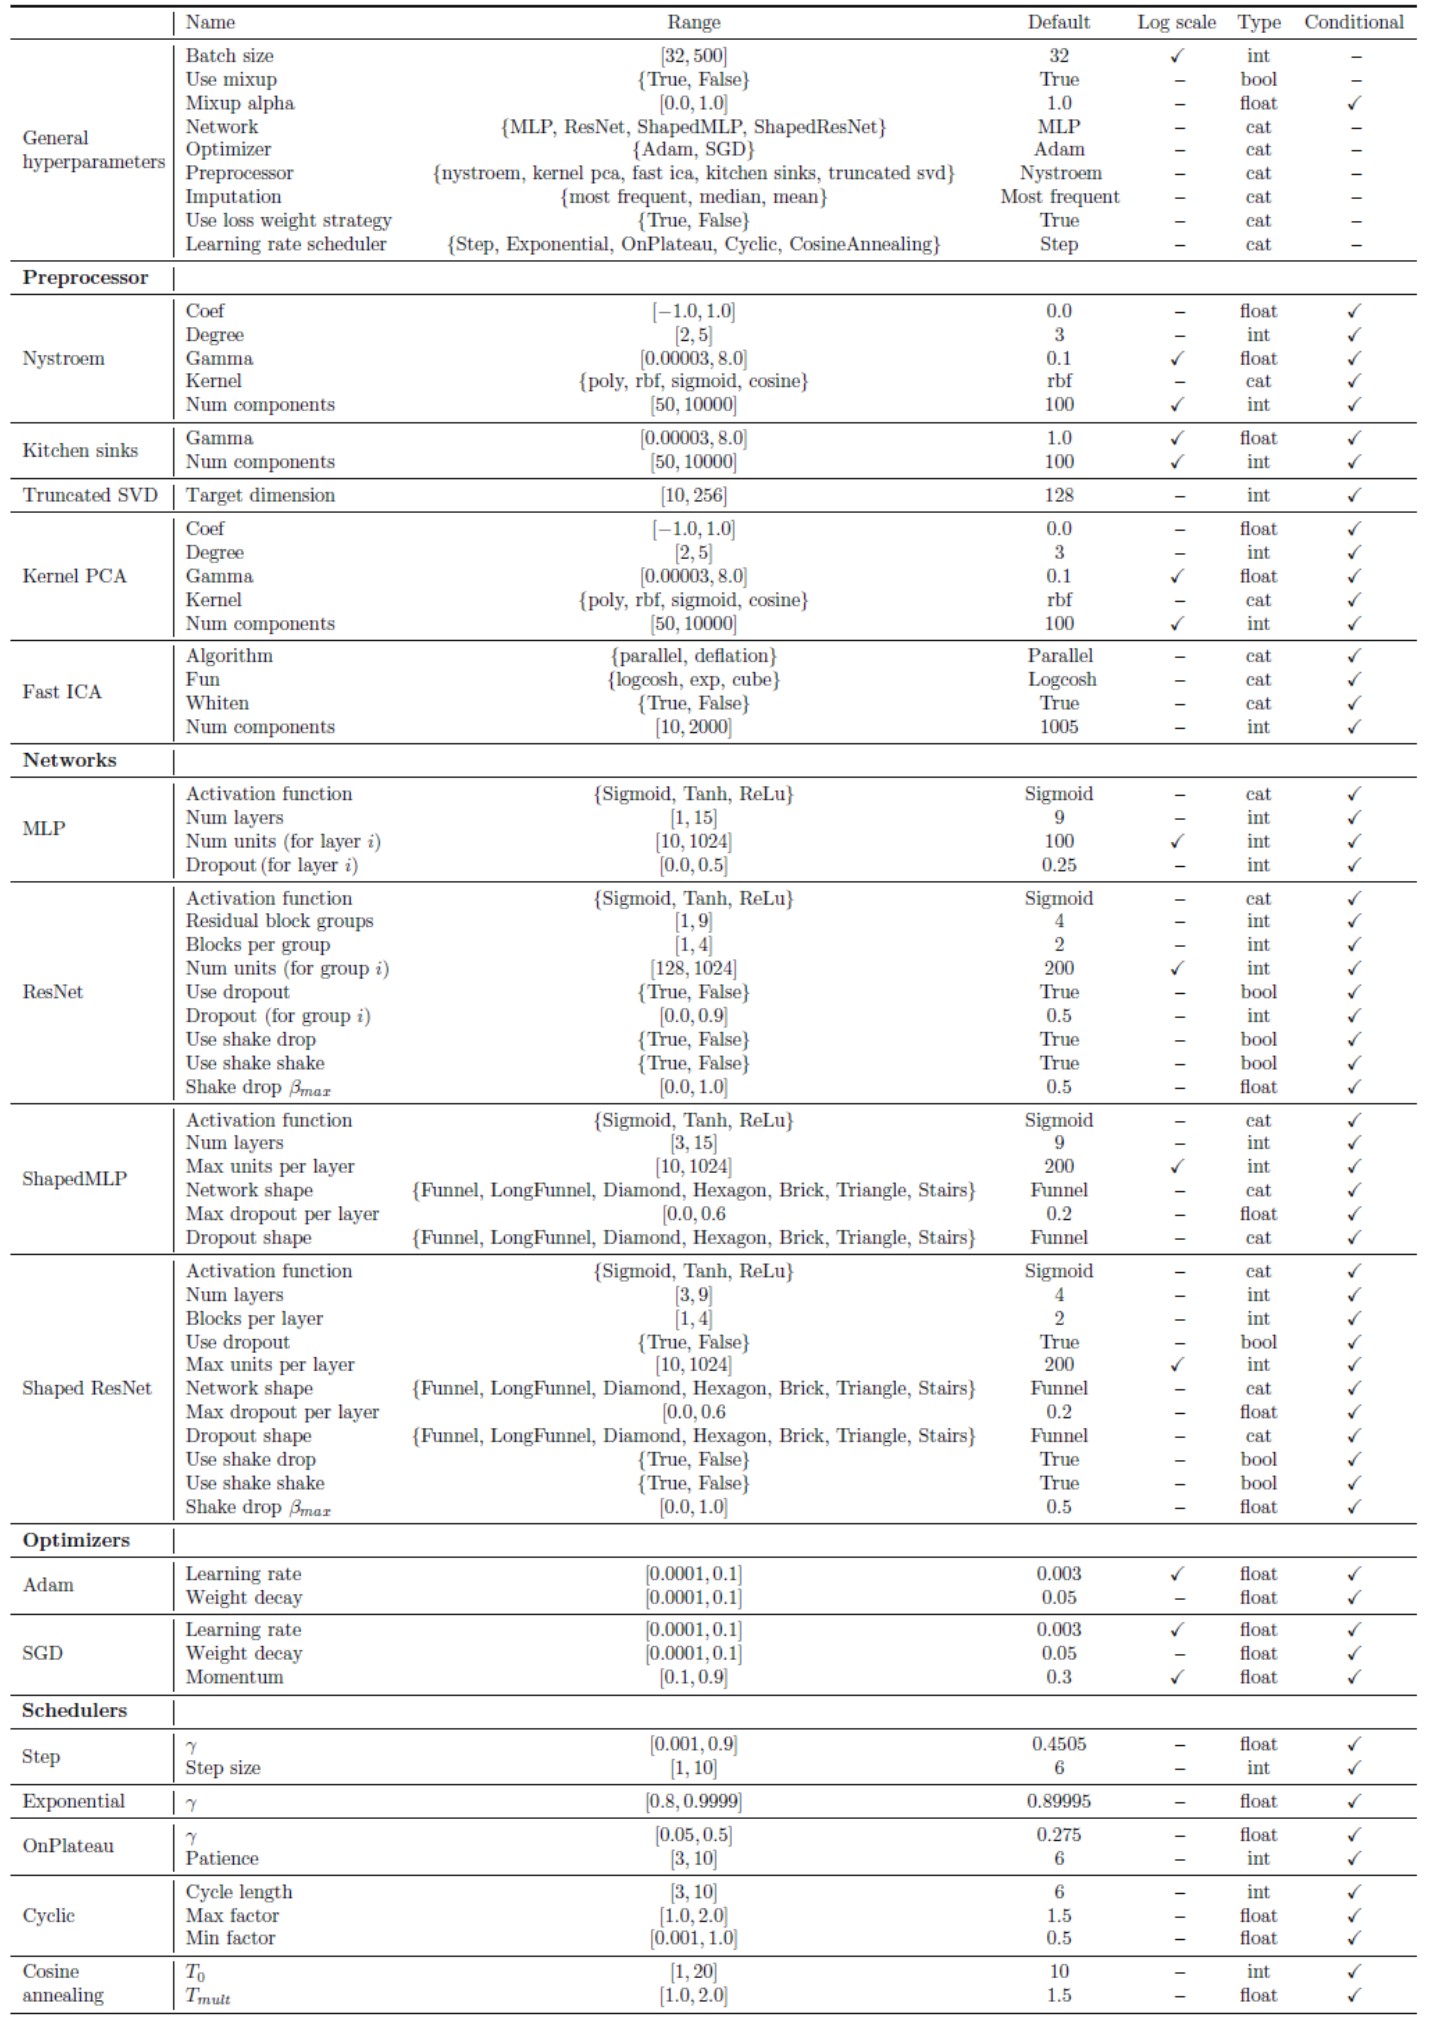 Name Range Default Log scale Type Conditional
Batch size [32, 500] 32 ✓ int –
Use mixup {True, False} True – bool –
Mixup alpha [0.0, 1.0] 1.0 – float ✓
General hyperparameters Network {MLP, ResNet, ShapedMLP, ShapedResNet} MLP – cat –
Optimizer {Adam, SGD} Adam – cat –
Preprocessor {nystroem, kernel pca, fast ica, kitchen sinks, truncated svd} Nystroem – cat –
Imputation {most frequent, median, mean} Most frequent – cat –
Use loss weight strategy {True, False} True – cat –
Learning rate scheduler {Step, Exponential, OnPlateau, Cyclic, CosineAnnealing} Step – cat –
Preprocessor
Coef [−1.0, 1.0] 0.0 – float ✓
Degree [2, 5] 3 – int ✓
Nystroem Gamma [0.00003, 8.0] 0.1 ✓ float ✓
Kernel {poly, rbf, sigmoid, cosine} rbf – cat ✓
Num components [50, 10000] 100 ✓ int ✓
Kitchen sinks Gamma [0.00003, 8.0] 1.0 ✓ float ✓
Num components [50, 10000] 100 ✓ int ✓
Truncated SVD Target dimension [10, 256] 128 – int ✓
Coef [−1.0, 1.0] 0.0 – float ✓
Degree [2, 5] 3 – int ✓
Kernel PCA Gamma [0.00003, 8.0] 0.1 ✓ float ✓
Kernel {poly, rbf, sigmoid, cosine} rbf – cat ✓
Num components [50, 10000] 100 ✓ int ✓
Algorithm {parallel, deflation} Parallel – cat ✓
Fast ICA Fun {logcosh, exp, cube} Logcosh – cat ✓
Whiten {True, False} True – cat ✓
Num components [10, 2000] 1005 – int ✓
Networks
Activation function {Sigmoid, Tanh, ReLu} Sigmoid – cat ✓
MLP Num layers [1, 15] 9 – int ✓
Num units (for layer i) [10, 1024] 100 ✓ int ✓
Dropout (for layer i) [0.0, 0.5] 0.25 – int ✓
Activation function {Sigmoid, Tanh, ReLu} Sigmoid – cat ✓
Residual block groups [1, 9] 4 – int ✓
Blocks per group [1, 4] 2 – int ✓
Num units (for group i) [128, 1024] 200 ✓ int ✓
ResNet Use dropout {True, False} True – bool ✓
Dropout (for group i) [0.0, 0.9] 0.5 – int ✓
Use shake drop {True, False} True – bool ✓
Use shake shake {True, False} True – bool ✓
Shake drop βmax [0.0, 1.0] 0.5 – float ✓
Activation function {Sigmoid, Tanh, ReLu} Sigmoid – cat ✓
Num layers [3, 15] 9 – int ✓
ShapedMLP Max units per layer [10, 1024] 200 ✓ int ✓
Network shape {Funnel, LongFunnel, Diamond, Hexagon, Brick, Triangle, Stairs} Funnel – cat ✓
Max dropout per layer [0.0, 0.6 0.2 – float ✓
Dropout shape {Funnel, LongFunnel, Diamond, Hexagon, Brick, Triangle, Stairs} Funnel – cat ✓
Activation function {Sigmoid, Tanh, ReLu} Sigmoid – cat ✓
Num layers [3, 9] 4 – int ✓
Blocks per layer [1, 4] 2 – int ✓
Use dropout {True, False} True – bool ✓
Max units per layer [10, 1024] 200 ✓ int ✓
Shaped ResNet Network shape {Funnel, LongFunnel, Diamond, Hexagon, Brick, Triangle, Stairs} Funnel – cat ✓
Max dropout per layer [0.0, 0.6 0.2 – float ✓
Dropout shape {Funnel, LongFunnel, Diamond, Hexagon, Brick, Triangle, Stairs} Funnel – cat ✓
Use shake drop {True, False} True – bool ✓
Use shake shake {True, False} True – bool ✓
Shake drop βmax [0.0, 1.0] 0.5 – float ✓
Optimizers
Adam Learning rate [0.0001, 0.1] 0.003 ✓ float ✓
Weight decay [0.0001, 0.1] 0.05 – float ✓
Learning rate [0.0001, 0.1] 0.003 ✓ float ✓
SGD Weight decay [0.0001, 0.1] 0.05 – float ✓
Momentum [0.1, 0.9] 0.3 ✓ float ✓
Schedulers
Step γ [0.001, 0.9] 0.4505 – float ✓
Step size [1, 10] 6 – int ✓
Exponential γ [0.8, 0.9999] 0.89995 – float ✓
OnPlateau γ [0.05, 0.5] 0.275 – float ✓
Patience [3, 10] 6 – int ✓
Cycle length [3, 10] 6 – int ✓
Cyclic Max factor [1.0, 2.0] 1.5 – float ✓
Min factor [0.001, 1.0] 0.5 – float ✓
Cosine T0 [1, 20] 10 – int ✓
annealing Tmult [1.0, 2.0] 1.5 – float ✓